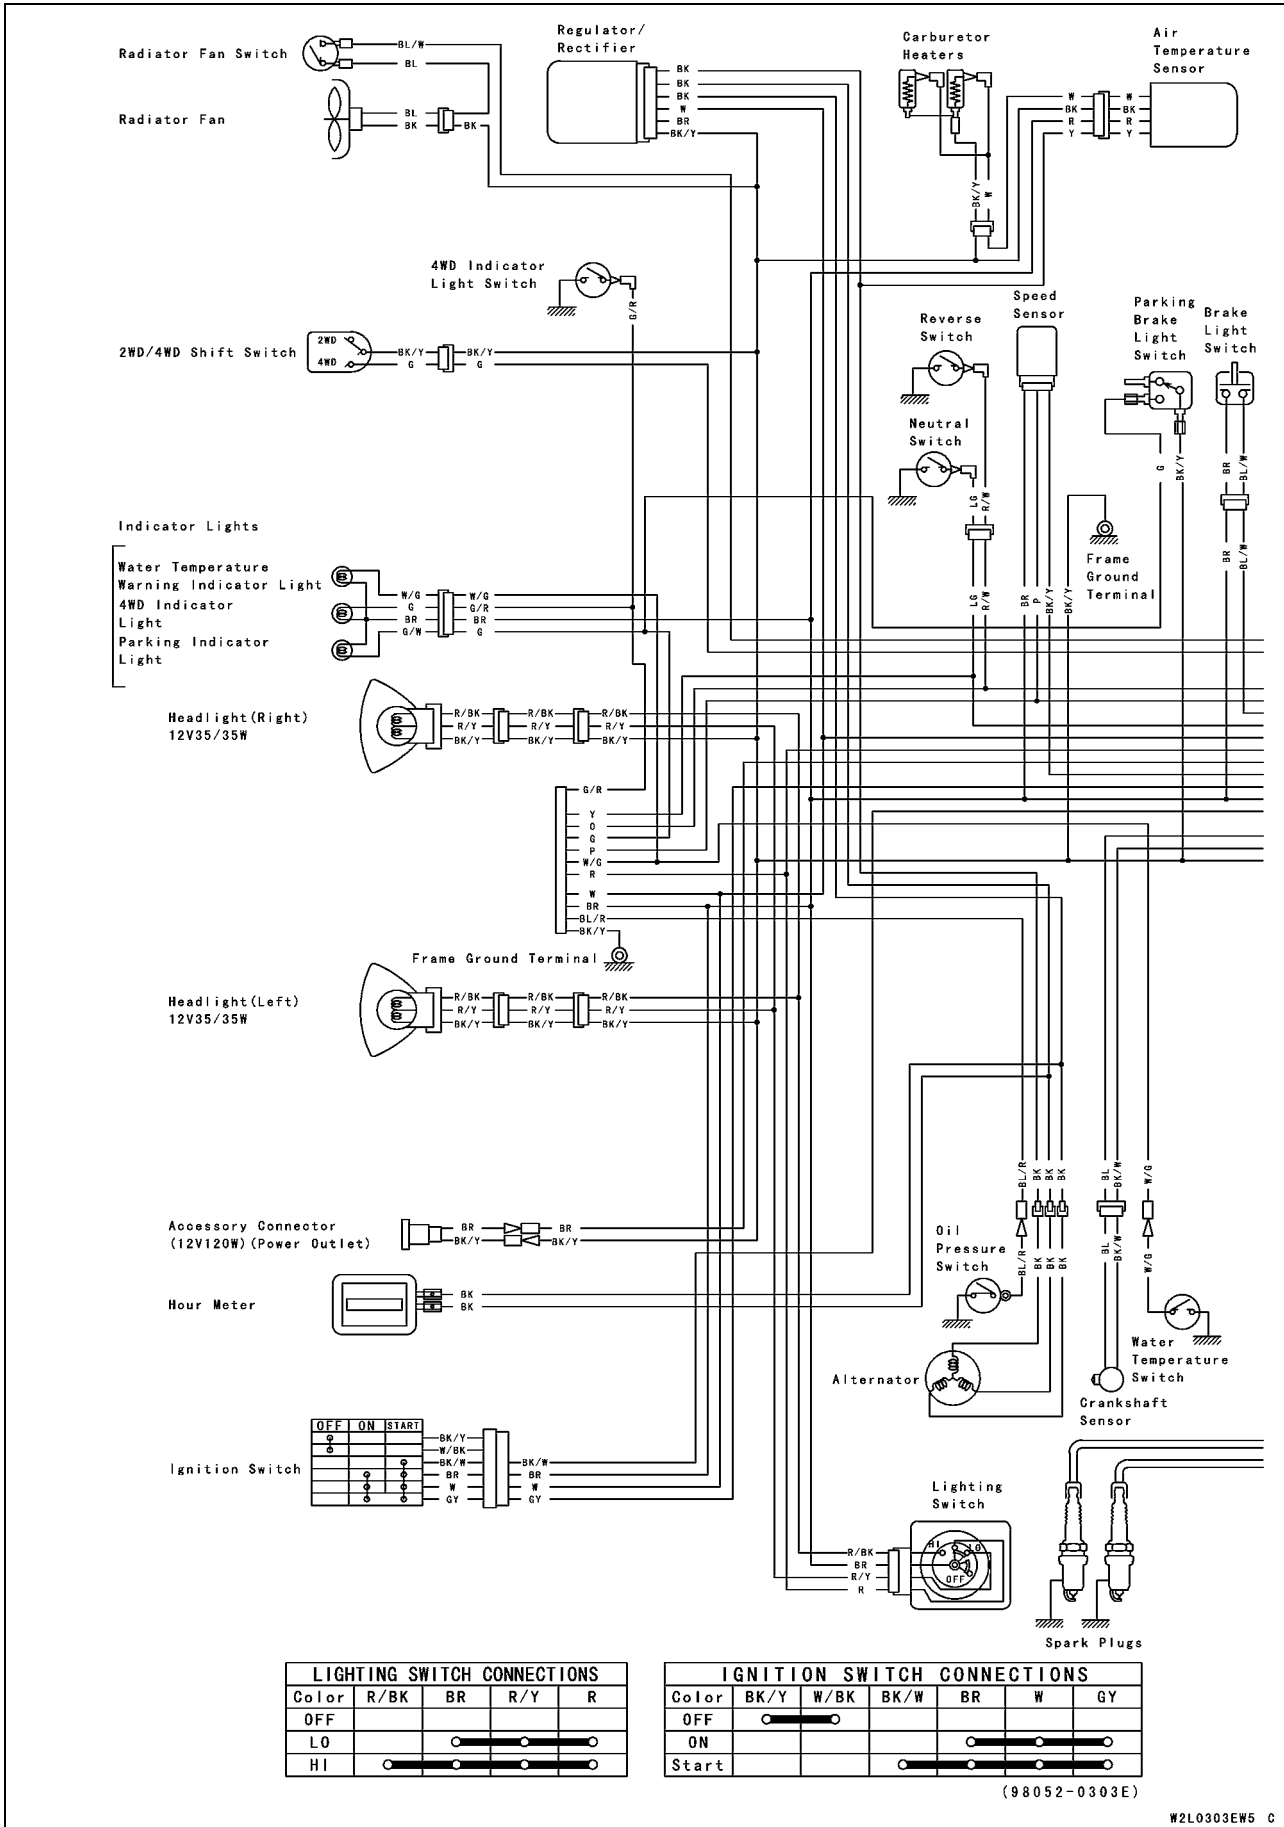 Radiator Fan Switch
BL/W
BL
Radiator Fan
BL
BK
BK
Regulator/
Rectifier
BK
BK
BK
W
BR
BK/Y
Carburetor
Heaters
BK/Y
W
Air
Temperature
Sensor
W W
BK BK
R R
Y Y
4WD Indicator
Light Switch
G/R
2WD/4WD Shift Switch
2WD
4WD
BK/Y BK/Y
G G
Reverse
Switch
Neutral
Switch
LG R/W
LG R/W
Speed
Sensor
BR P BK/Y
BK/Y
Frame
Ground
Terminal
Parking
Brake
Light
Switch
G BK/Y
Brake
Light
Switch
BR BL/W
BR BL/W
Indicator Lights
Water Temperature
Warning Indicator Light
4WD Indicator
Light
Parking Indicator
Light
W/G W/G
G G/R
BR BR
G/W G
Headlight(Right)
12V35/35W
R/BK R/BK R/BK
R/Y R/Y R/Y
BK/Y BK/Y BK/Y
G/R
Y
O
G
P
W/G
R
W
BR
BL/R
BK/Y
Frame Ground Terminal
Headlight(Left)
12V35/35W
R/BK R/BK R/BK
R/Y R/Y R/Y
BK/Y BK/Y BK/Y
Accessory Connector
(12V120W)(Power Outlet)
BR BR
BK/Y BK/Y
Hour Meter
BK
BK
BL/R BK BK BK
BL/R BK BK BK
Oil
Pressure
Switch
Alternator
BL BK/W
BL BK/W
W/G
W/G
Water
Temperature
Switch
Crankshaft
Sensor
Ignition Switch
OFF ON START
BK/Y
W/BK
BK/W BK/W
BR BR
W W
GY GY
Lighting
Switch
R/BK
BR
R/Y
R
HI
LO
OFF
Spark Plugs
LIGHTING SWITCH CONNECTIONS
Color R/BK BR R/Y R
OFF
LO
HI
IGNITION SWITCH CONNECTIONS
Color BK/Y W/BK BK/W BR W GY
OFF
ON
Start
(98052-0303E)
W2L0303EW5 C